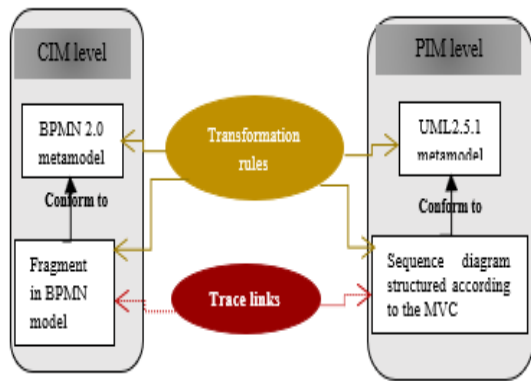 CIM level
BPMN 2.0
metamodel
Conform to
Fragment
in BPMN
model
Transformation
rules
Trace links
PIM level
UML2.5.1
metamodel
Conform to
Sequence diagram
structured according
to the MVC